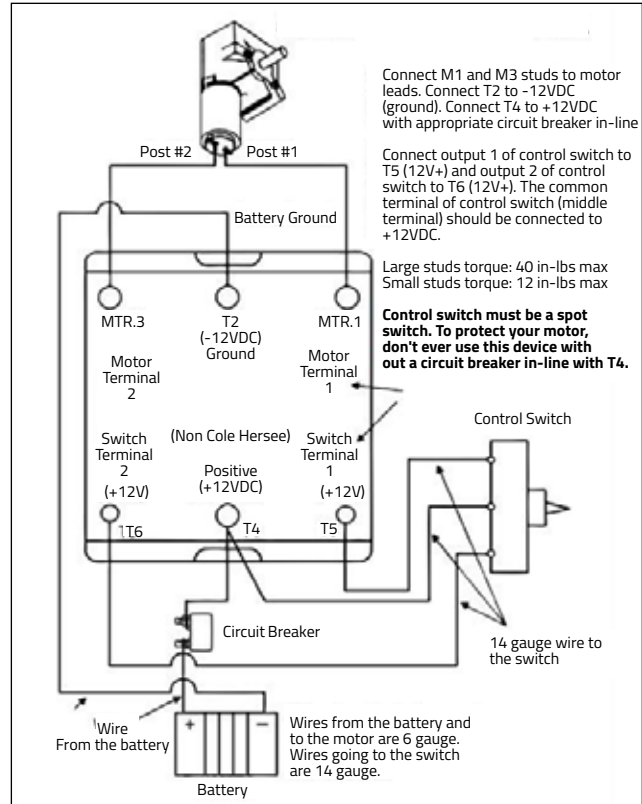 Connect M1 and M3 studs to motor
leads. Connect T2 to -12VDC
(ground). Connect T4 to +12VDC
with appropriate circuit breaker in-line
Post #2
Post #1
Connect output 1 of control switch to
T5 (12V+) and output 2 of control
switch to T6 (12V+). The common
terminal of control switch (middle
terminal) should be connected to
+12VDC.
Battery Ground
Large studs torque: 40 in-lbs max
Small studs torque: 12 in-lbs max
Control switch must be a spot
switch. To protect your motor,
don't ever use this device with
out a circuit breaker in-line with T4.
MTR.3
T2
(-12VDC)
Ground
MTR.1
Motor
Terminal
2
Motor
Terminal
1
Control Switch
Switch
Terminal
2
(+12V)
(Non Cole Hersee)
Positive
(+12VDC)
Switch
Terminal
1
(+12V)
T6
T4
T5
Circuit Breaker
14 gauge wire to
the switch
Wire
From the battery
+
−
Battery
Wires from the battery and
to the motor are 6 gauge.
Wires going to the switch
are 14 gauge.